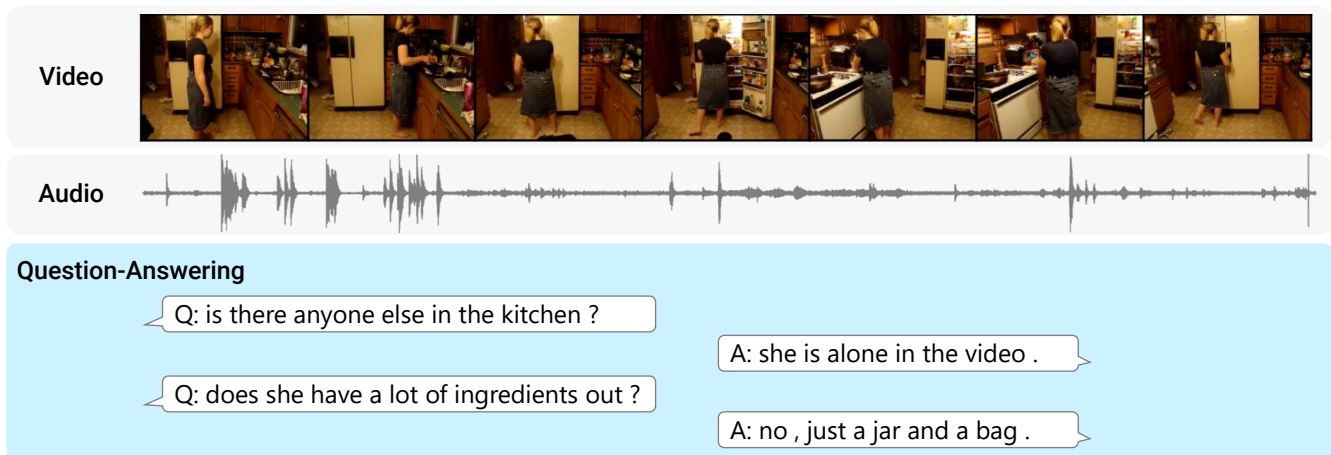 Video
Audio
Question-Answering
Q: is there anyone else in the kitchen ?
A: she is alone in the video .
Q: does she have a lot of ingredients out ?
A: no , just a jar and a bag .